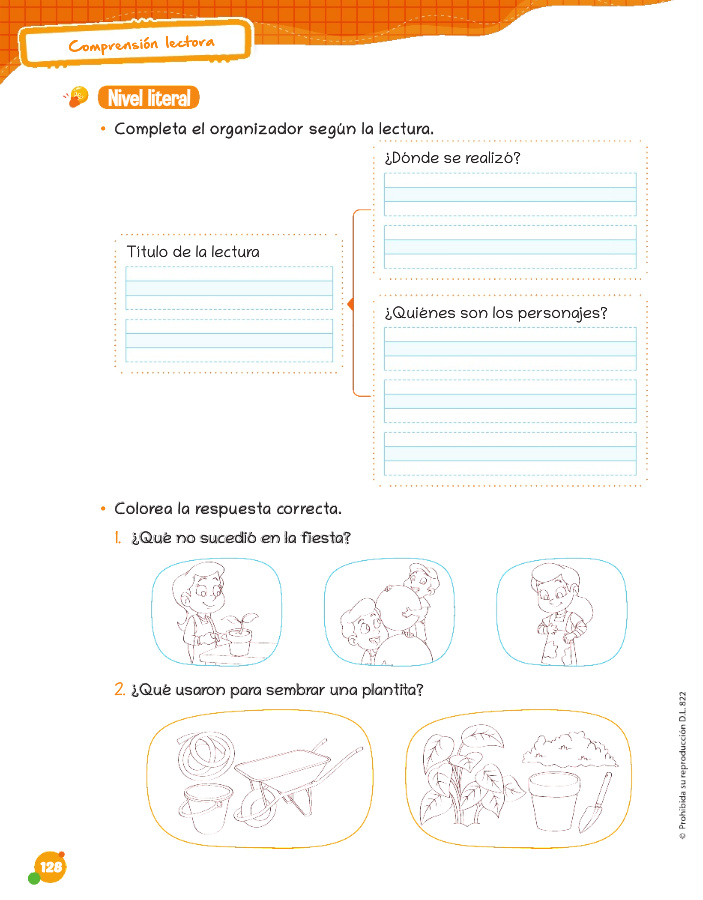 Comprensión lectora
Nivel literal
• Completa el organizador según la lectura.
¿Dónde se realizó?
Título de la lectura
¿Quiénes son los personajes?
• Colorea la respuesta correcta.
1. ¿Qué no sucedió en la fiesta?
2. ¿Qué usaron para sembrar una plantita?
© Prohibida su reproducción D.L. 822
128